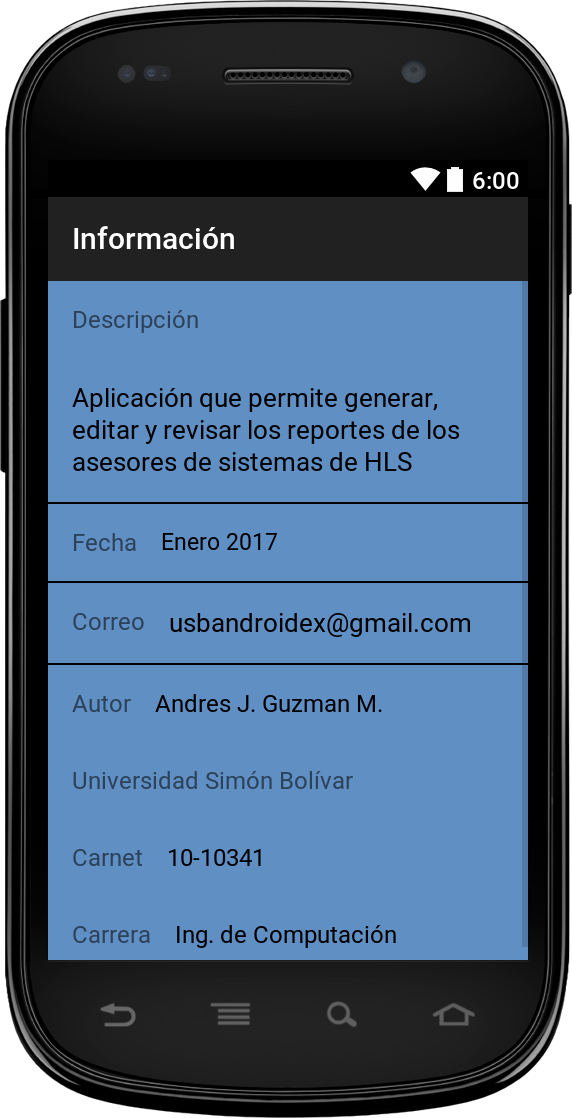 6:00
Información
Descripción
Aplicación que permite generar,
editar y revisar los reportes de los
asesores de sistemas de HLS
Fecha Enero 2017
Correo usbandroidex@gmail.com
Autor Andres J. Guzman M.
Universidad Simón Bolívar
Carnet 10-10341
Carrera Ing. de Computación